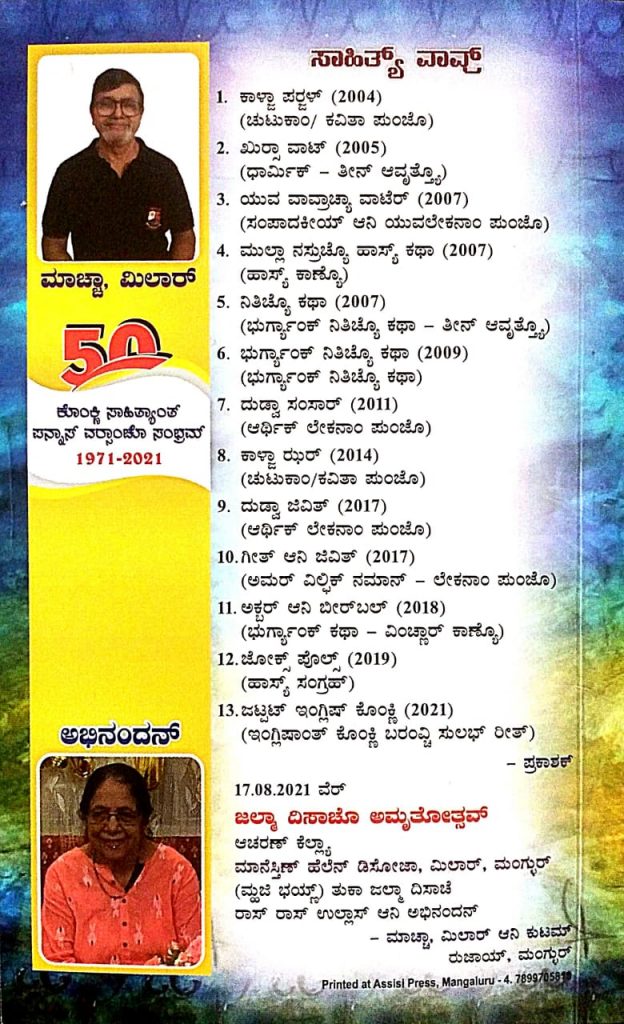 ಸಾಹಿತ್ಯ್ ವಾವ್ರ್
1. ಕಾಳ್ಜಾ ಪರ್‍ಜಳ್ (2004)
(ಚುಟುಕಾಂ/ ಕವಿತಾ ಪುಂಜೊ)
2. ಖುರ್‍ಸಾ ವಾಟ್ (2005)
(ಧಾರ್ಮಿಕ್ – ತೀನ್ ಆವೃತ್ತ್ಯೊ)
3. ಯುವ ವಾವ್ರಾಚ್ಯಾ ವಾಟೆರ್ (2007)
(ಸಂಪಾದಕೀಯ್ ಆನಿ ಯುವಲೇಕನಾಂ ಪುಂಜೊ)
4. ಮುಲ್ಲಾ ನಸ್ರುಚ್ಯೊ ಹಾಸ್ಯ್ ಕಥಾ (2007)
(ಹಾಸ್ಯ್ ಕಾಣ್ಯೊ)
5. ನಿತಿಚ್ಯೊ ಕಥಾ (2007)
(ಭುರ್ಗ್ಯಾಂಕ್ ನಿತಿಚ್ಯೊ ಕಥಾ – ತೀನ್ ಆವೃತ್ತ್ಯೊ)
6. ಭುರ್ಗ್ಯಾಂಕ್ ನಿತಿಚ್ಯೊ ಕಥಾ (2009)
(ಭುರ್ಗ್ಯಾಂಕ್ ನಿತಿಚ್ಯೊ ಕಥಾ)
7. ದುಡ್ವಾ ಸಂಸಾರ್ (2011)
(ಆರ್ಥಿಕ್ ಲೇಕನಾಂ ಪುಂಜೊ)
8. ಕಾಳ್ಜಾ ಝರ್ (2014)
(ಚುಟುಕಾಂ/ಕವಿತಾ ಪುಂಜೊ)
9. ದುಡ್ವಾ ಜಿವಿತ್ (2017)
(ಆರ್ಥಿಕ್ ಲೇಕನಾಂ ಪುಂಜೊ)
10. ಗೀತ್ ಆನಿ ಜಿವಿತ್ (2017)
(ಅಮರ್ ವಿಲ್ಫಿಕ್ ನಮಾನ್ – ಲೇಕನಾಂ ಪುಂಜೊ)
11. ಅಕ್ಬರ್ ಆನಿ ಬೀರ್‌ಬಲ್ (2018)
(ಭುರ್ಗ್ಯಾಂಕ್ ಕಥಾ – ವಿಂಚ್ಣಾರ್ ಕಾಣ್ಯೊ)
12. ಜೋಕ್ಸ್ ಪೊಲ್ಸ್ (2019)
(ಹಾಸ್ಯ್ ಸಂಗ್ರಹ್)
13. ಜಟ್ಪಟ್ ಇಂಗ್ಲಿಷ್ ಕೊಂಕ್ಣಿ (2021)
(ಇಂಗ್ಲಿಷಾಂತ್ ಕೊಂಕ್ಣಿ ಬರಂವ್ಚಿ ಸುಲಭ್ ರೀತ್)
– ಪ್ರಕಾಶಕ್
ಮಾಚ್ಚಾ, ಮಿಲಾರ್
50
ಕೊಂಕ್ಣಿ ಸಾಹಿತ್ಯಾಂತ್
ಪನ್ನಾಸ್ ವರ್ಸಾಂಚೊ ಸಂಭ್ರಮ್
1971-2021
ಅಭಿನಂದನ್
17.08.2021 ವೆರ್
ಜಲ್ಮಾ ದಿಸಾಚೊ ಅಮೃತೋತ್ಸವ್
ಆಚರಣ್ ಕೆಲ್ಲ್ಯಾ
ಮಾನೆಸ್ತಿಣ್ ಹೆಲೆನ್ ಡಿಸೋಜಾ, ಮಿಲಾರ್, ಮಂಗ್ಳುರ್
(ಮ್ಹಜಿ ಭಯ್ಣ್) ತುಕಾ ಜಲ್ಮಾ ದಿಸಾಚೆ
ರಾಸ್ ರಾಸ್ ಉಲ್ಲಾಸ್ ಆನಿ ಅಭಿನಂದನ್
– ಮಾಚ್ಚಾ, ಮಿಲಾರ್ ಆನಿ ಕುಟಮ್
ರುಜಾಯ್, ಮಂಗ್ಳುರ್
Printed at Assisi Press, Mangaluru - 4. 7899705810